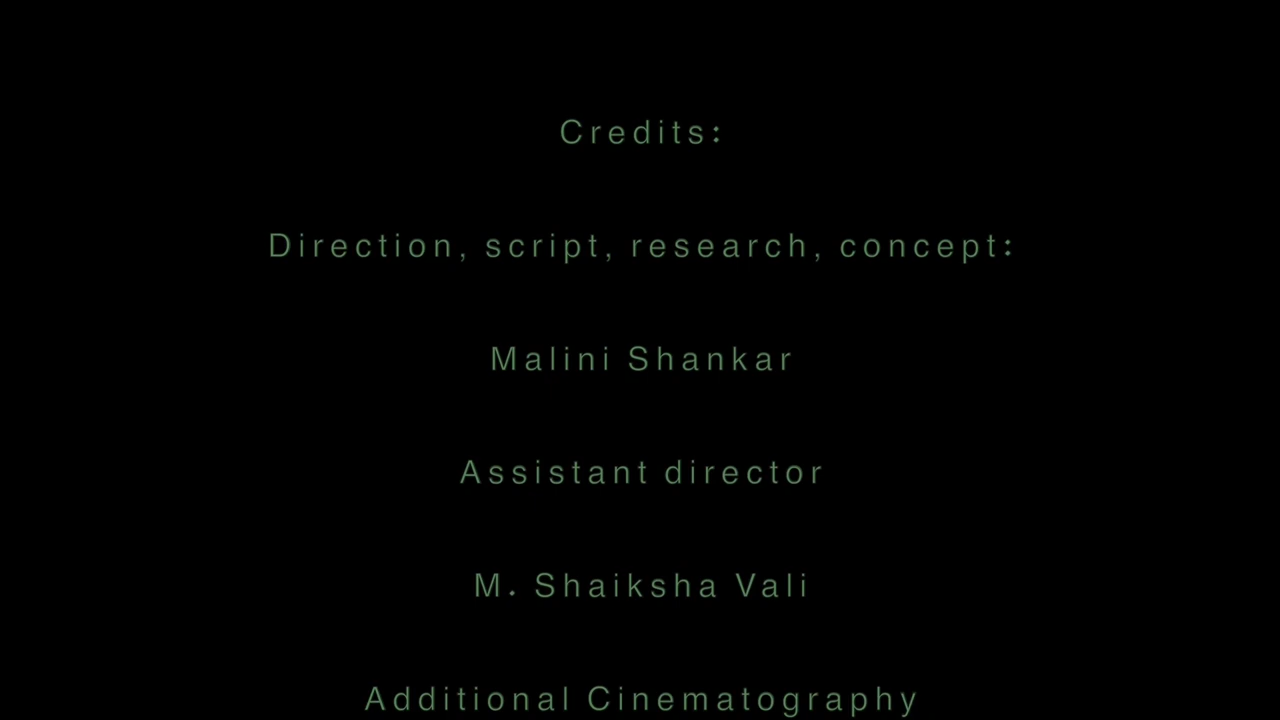 Credits:
Direction, script, research, concept:
Malini Shankar
Assistant director
M. Shaiksha Vali
Additional Cinematography